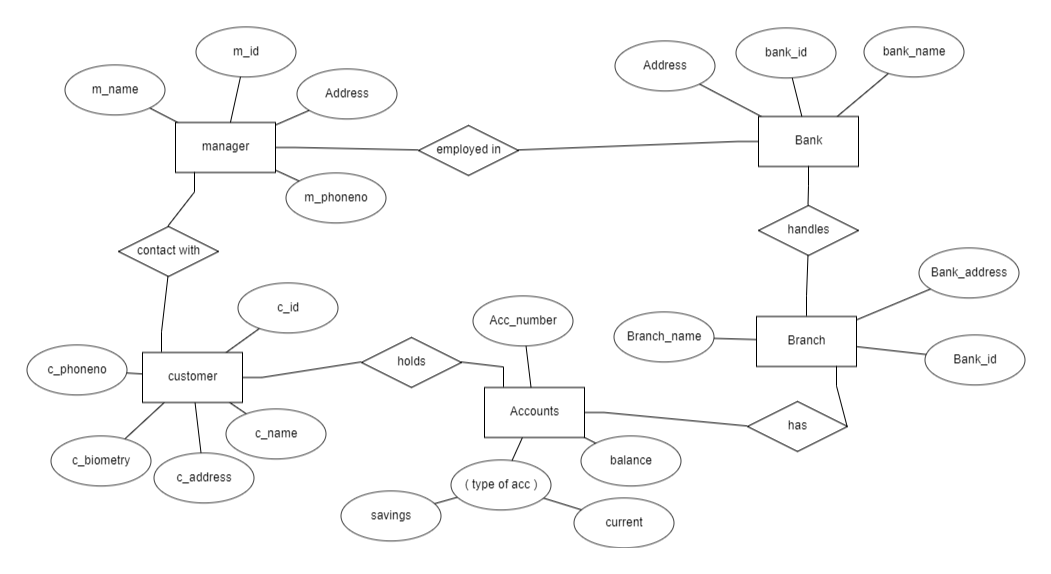 m_id
m_name
Address
manager
m_phoneno
employed in
Address
bank_id
bank_name
Bank
handles
contact with
c_id
c_phoneno
customer
c_biometry
c_address
c_name
holds
Acc_number
Accounts
balance
( type of acc )
savings
current
Branch_name
Branch
Bank_address
Bank_id
has